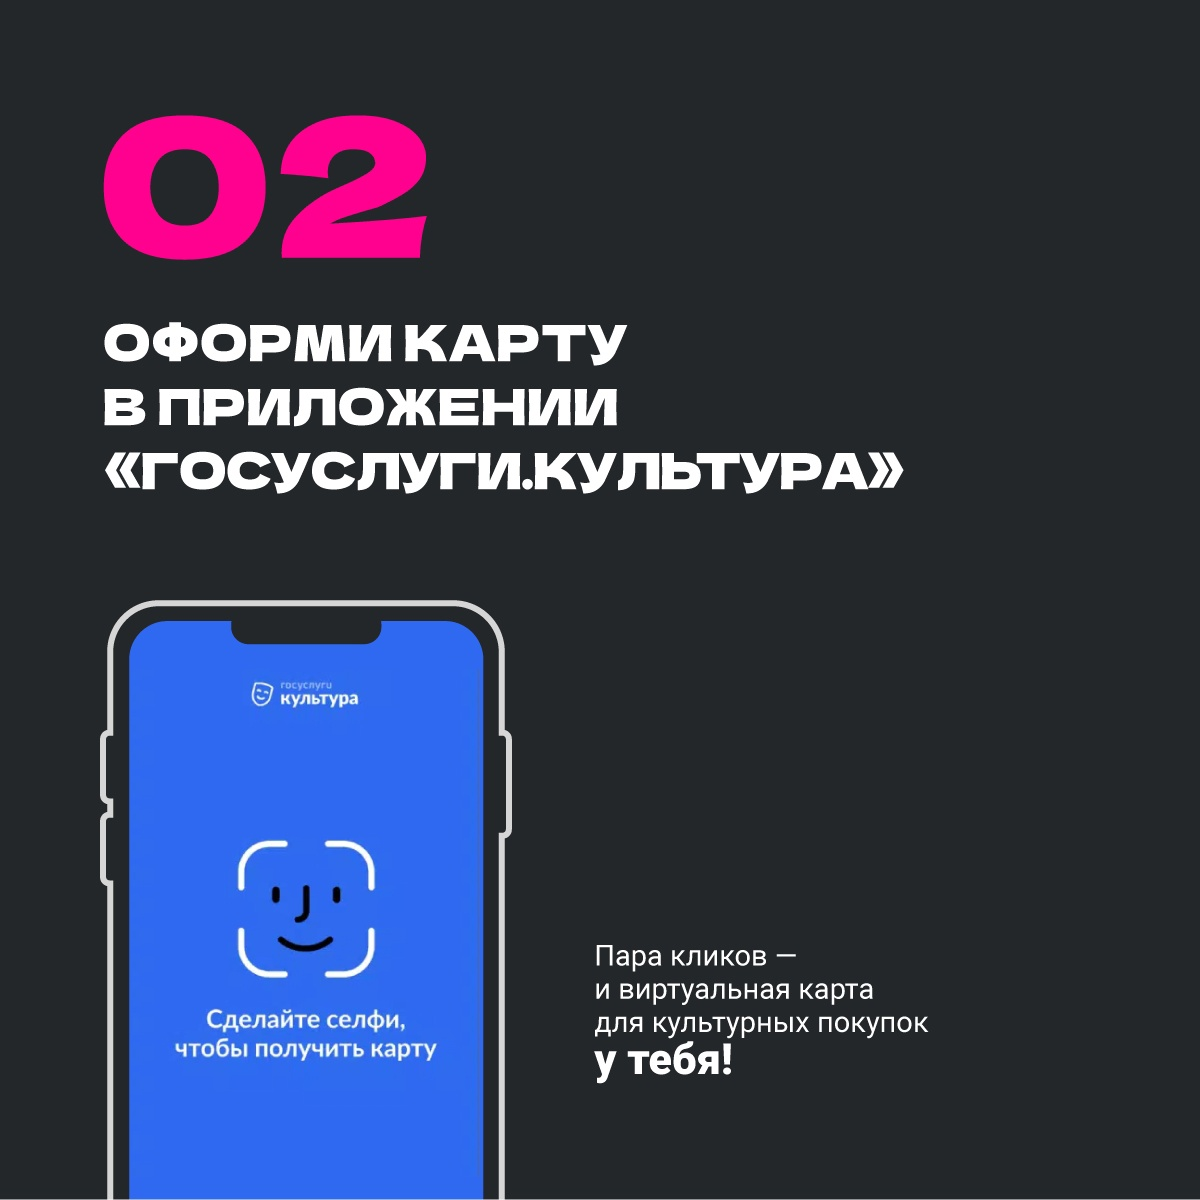 02
ОФОРМИ КАРТУ
В ПРИЛОЖЕНИИ
«ГОСУСЛУГИ.КУЛЬТУРА»
госуслуги
культура
Сделайте селфи,
чтобы получить карту
Пара кликов —
и виртуальная карта
для культурных покупок
у тебя!